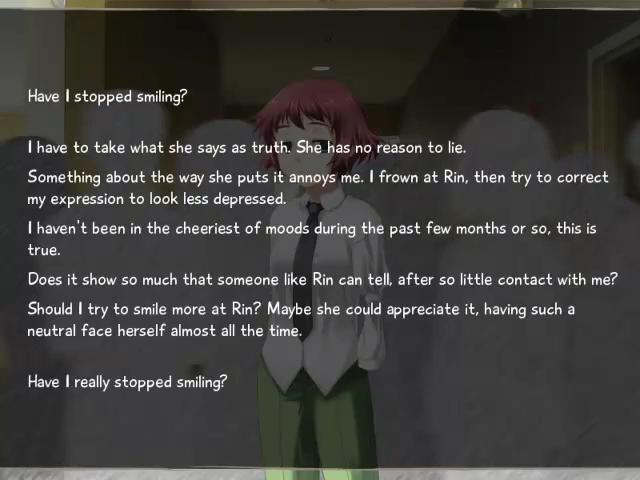 Have I stopped smiling?
I have to take what she says as truth. She has no reason to lie.
Something about the way she puts it annoys me. I frown at Rin, then try to correct
my expression to look less depressed.
I haven't been in the cheeriest of moods during the past few months or so, this is
true.
Does it show so much that someone like Rin can tell, after so little contact with me?
Should I try to smile more at Rin? Maybe she could appreciate it, having such a
neutral face herself almost all the time.
Have I really stopped smiling?